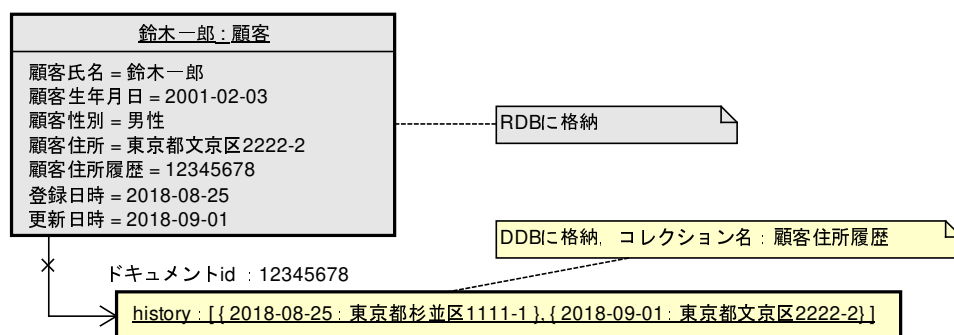 鈴木一郎 : 顧客
顧客氏名 = 鈴木一郎
顧客生年月日 = 2001-02-03
顧客性別 = 男性
顧客住所 = 東京都文京区2222-2
顧客住所履歴 = 12345678
登録日時 = 2018-08-25
更新日時 = 2018-09-01
RDBに格納
DDBに格納, コレクション名 : 顧客住所履歴
ドキュメントid : 12345678
history : [ { 2018-08-25 : 東京都杉並区1111-1 }, { 2018-09-01 : 東京都文京区2222-2} ]